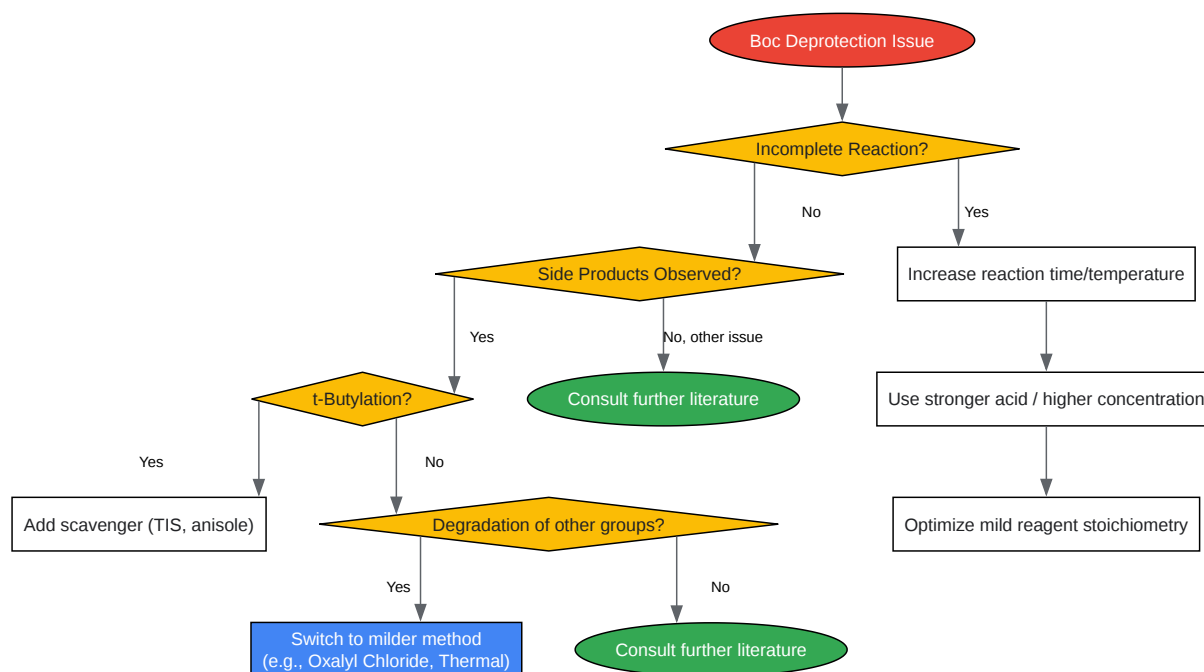 Boc Deprotection Issue
Incomplete Reaction?
No
Yes
Side Products Observed?
Increase reaction time/temperature
Yes
No, other issue
t-Butylation?
Consult further literature
Use stronger acid / higher concentration
Yes
No
Add scavenger (TIS, anisole)
Degradation of other groups?
Optimize mild reagent stoichiometry
Yes
No
Switch to milder method
(e.g., Oxalyl Chloride, Thermal)
Consult further literature